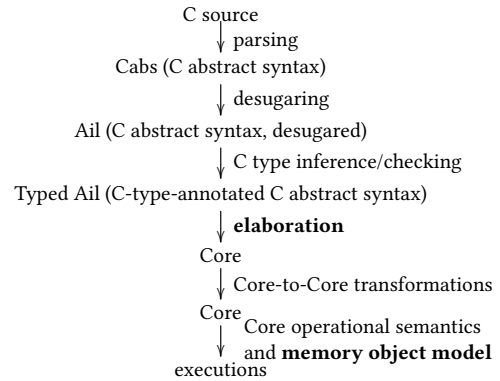 C source
parsing
Cabs (C abstract syntax)
desugaring
Ail (C abstract syntax, desugared)
C type inference/checking
Typed Ail (C-type-annotated C abstract syntax)
elaboration
Core
Core-to-Core transformations
Core
Core operational semantics
and memory object model
executions